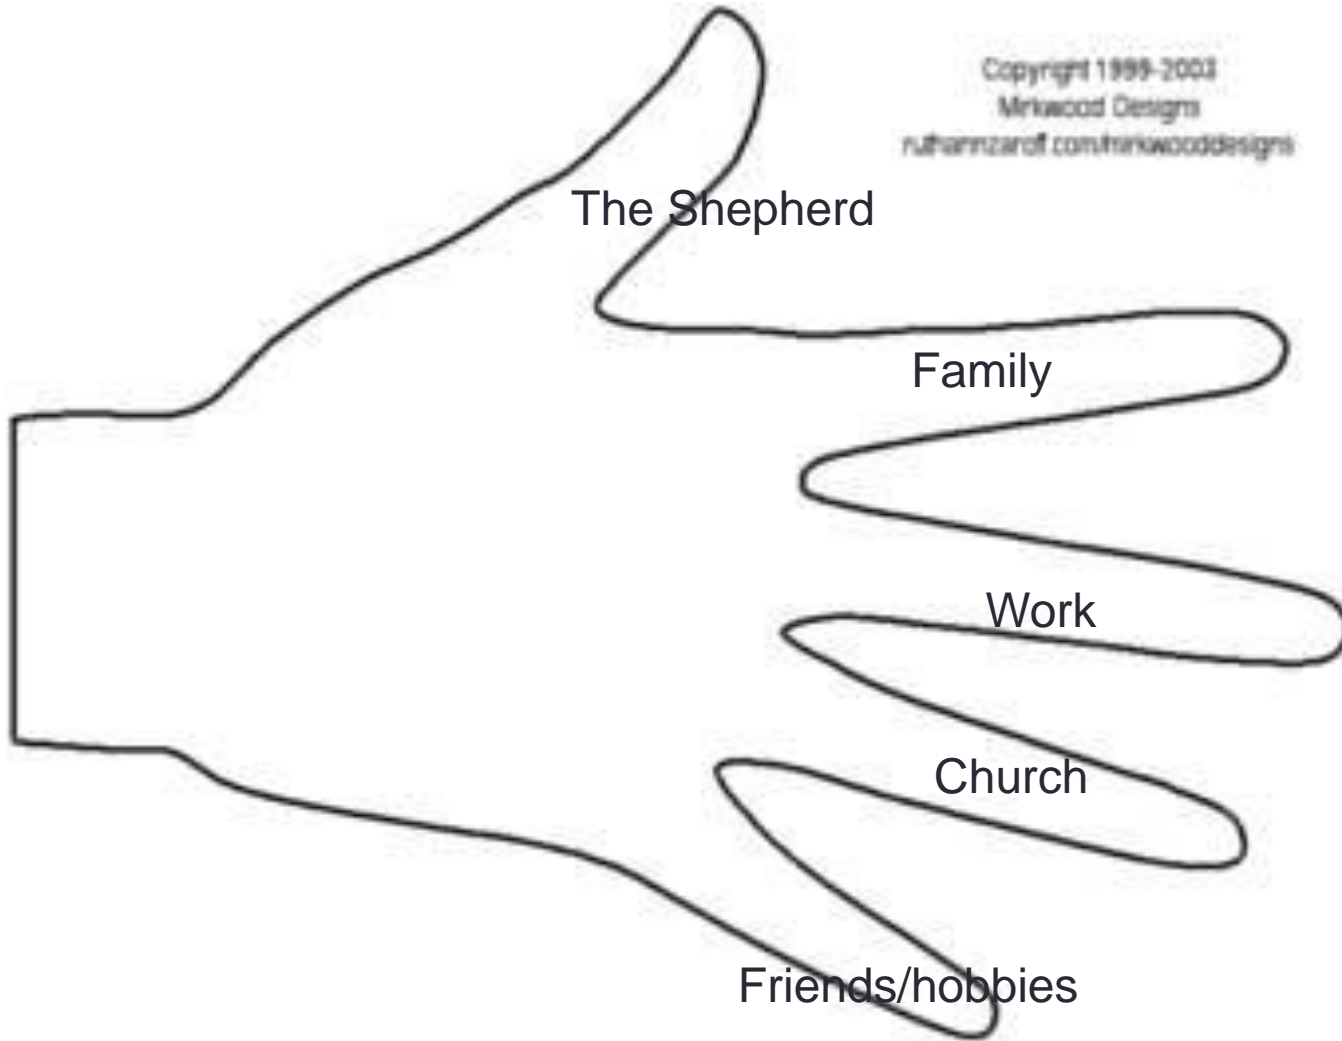 Copyright 1999-2003
Mirkwood Designs
ruthannzaroff.com/mirkwooddesigns
The Shepherd
Family
Work
Church
Friends/hobbies